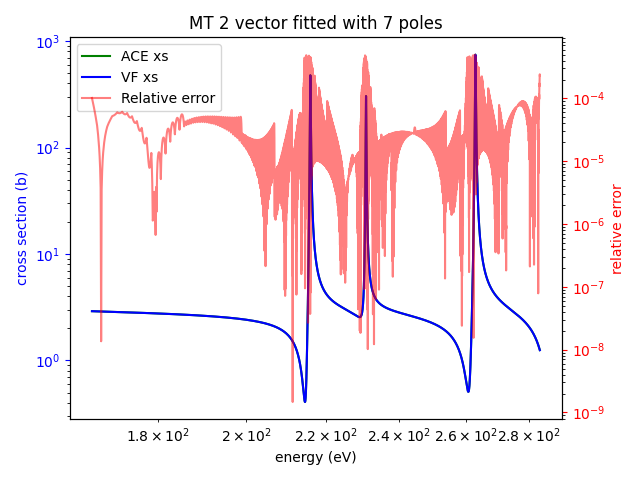 MT 2 vector fitted with 7 poles
ACE xs
VF xs
Relative error
10³
10²
10¹
10⁰
cross section (b)
10⁻⁴
10⁻⁵
10⁻⁶
10⁻⁷
10⁻⁸
10⁻⁹
relative error
1.8 × 10² 2 × 10² 2.2 × 10² 2.4 × 10² 2.6 × 10² 2.8 × 10²
energy (eV)